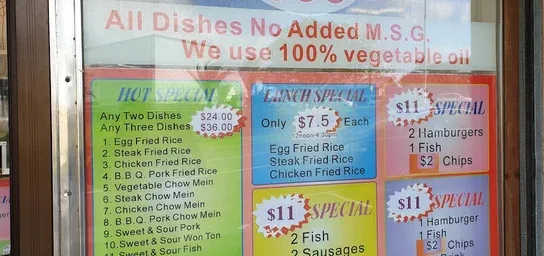 All Dishes No Added M.S.G.
We use 100% vegetable oil
HOT SPECIAL
Any Two Dishes $24.00
Any Three Dishes $36.00
1. Egg Fried Rice
2. Steak Fried Rice
3. Chicken Fried Rice
4. B.B.Q. Pork Fried Rice
5. Vegetable Chow Mein
6. Steak Chow Mein
7. Chicken Chow Mein
8. B.B.Q. Pork Chow Mein
9. Sweet & Sour Pork
10. Sweet & Sour Won Ton
11. Sweet & Sour Fish
LUNCH SPECIAL
Only $7.5 Each
12noon-4:30pm
Egg Fried Rice
Steak Fried Rice
Chicken Fried Rice
$11 SPECIAL
2 Hamburgers
1 Fish
$2 Chips
$11 SPECIAL
2 Fish
2 Sausages
$11 SPECIAL
1 Hamburger
1 Fish
$2 Chips